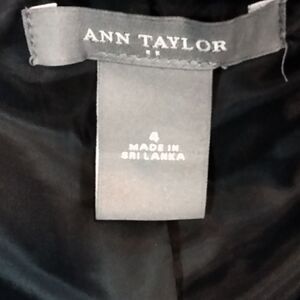 ANN TAYLOR
4
MADE IN
SRI LANKA